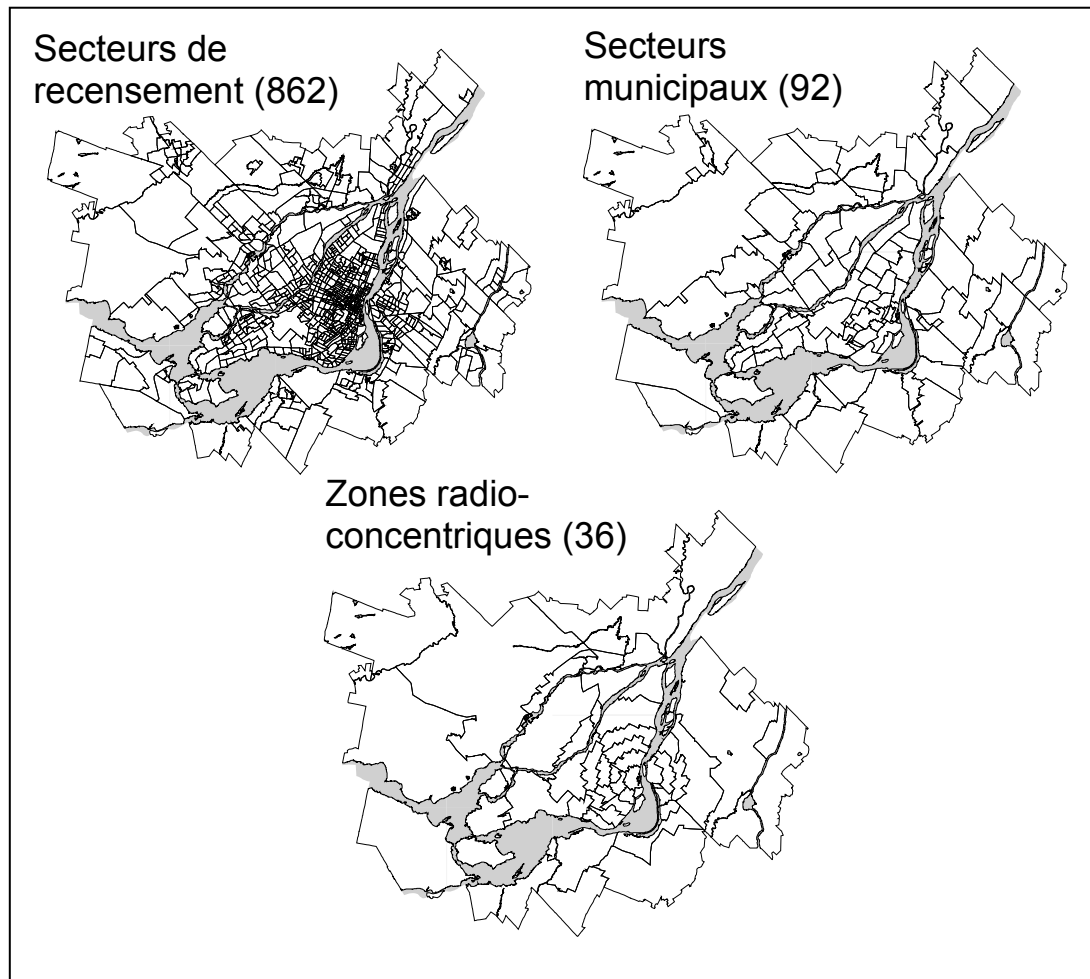 Secteurs de
recensement (862)
Secteurs
municipaux (92)
Zones radio-
concentriques (36)